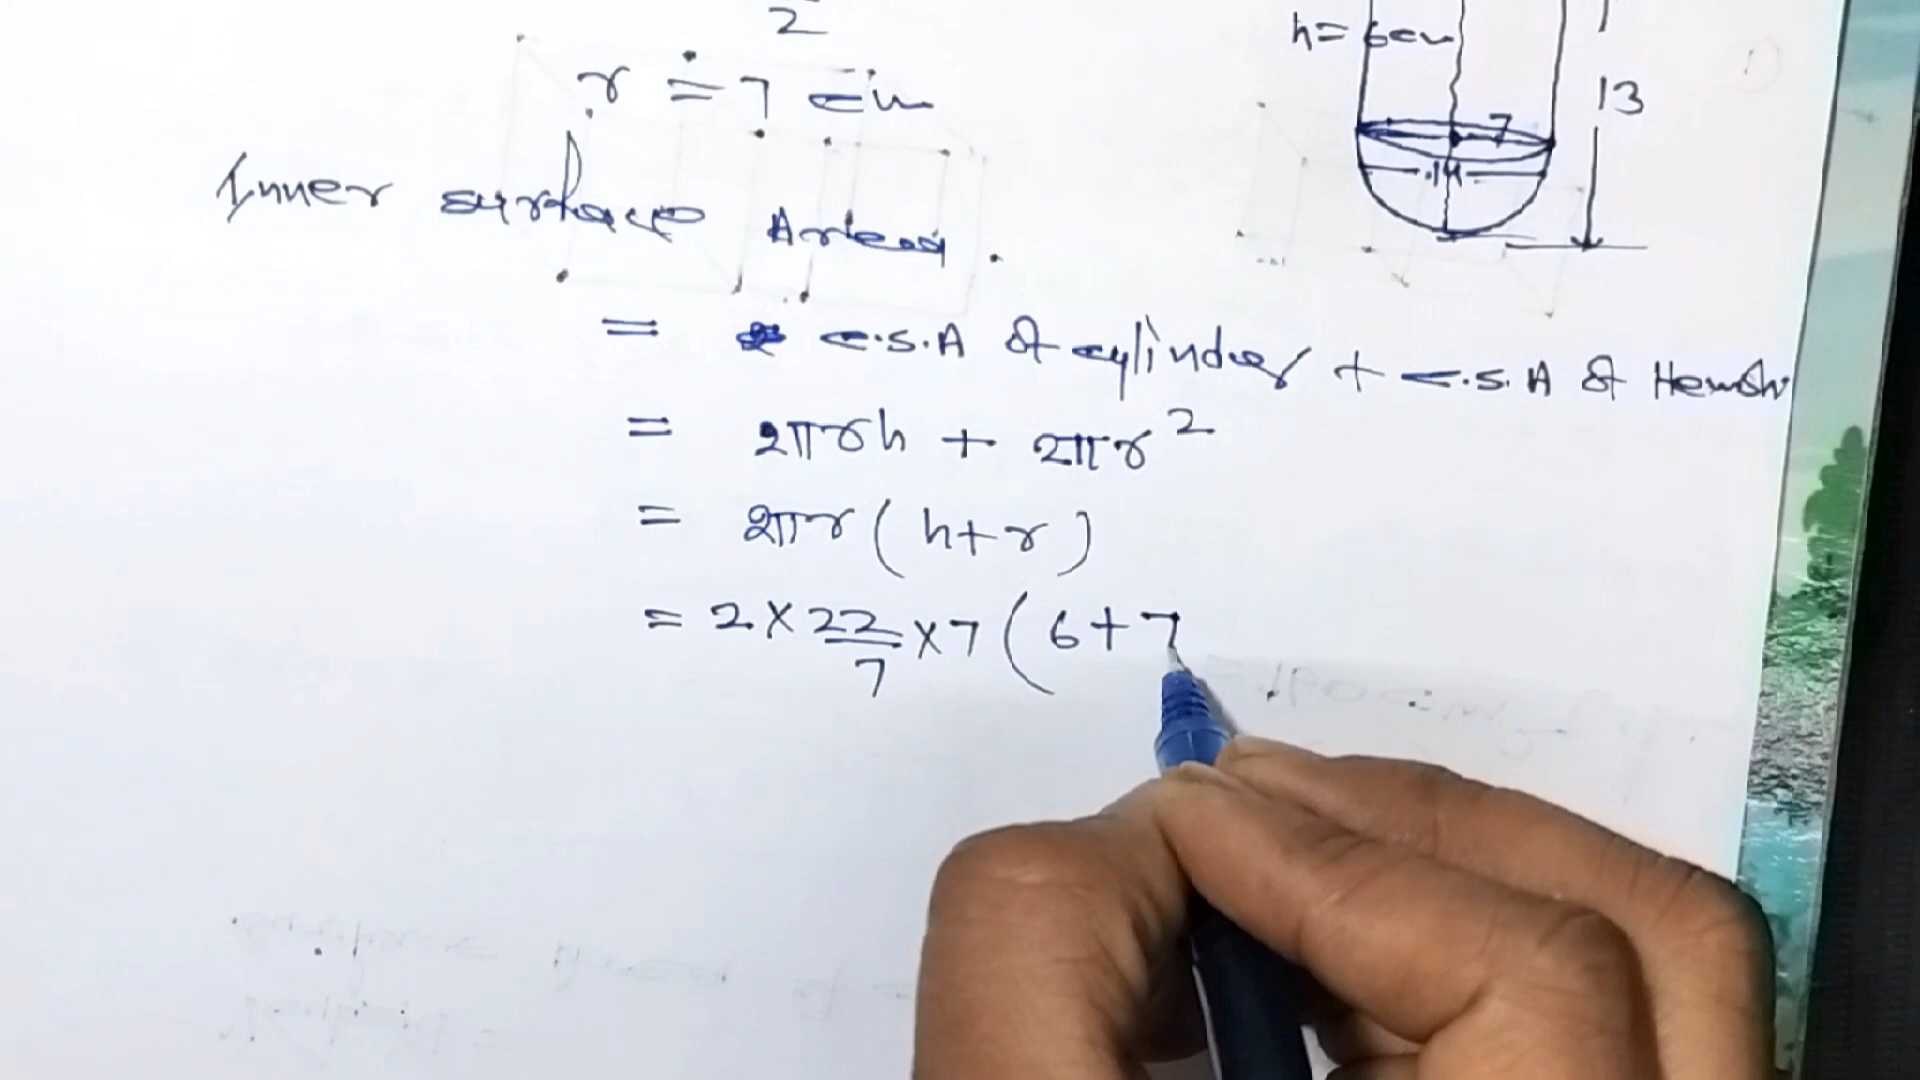 2
r = 7 cm
h = 6cm
13
7
14
Inner surface Area
= C.S.A of cylinder + C.S.A of Hemish
= 2πrh + 2πr²
= 2πr ( h+r )
= 2 × 22/7 × 7 ( 6 + 7